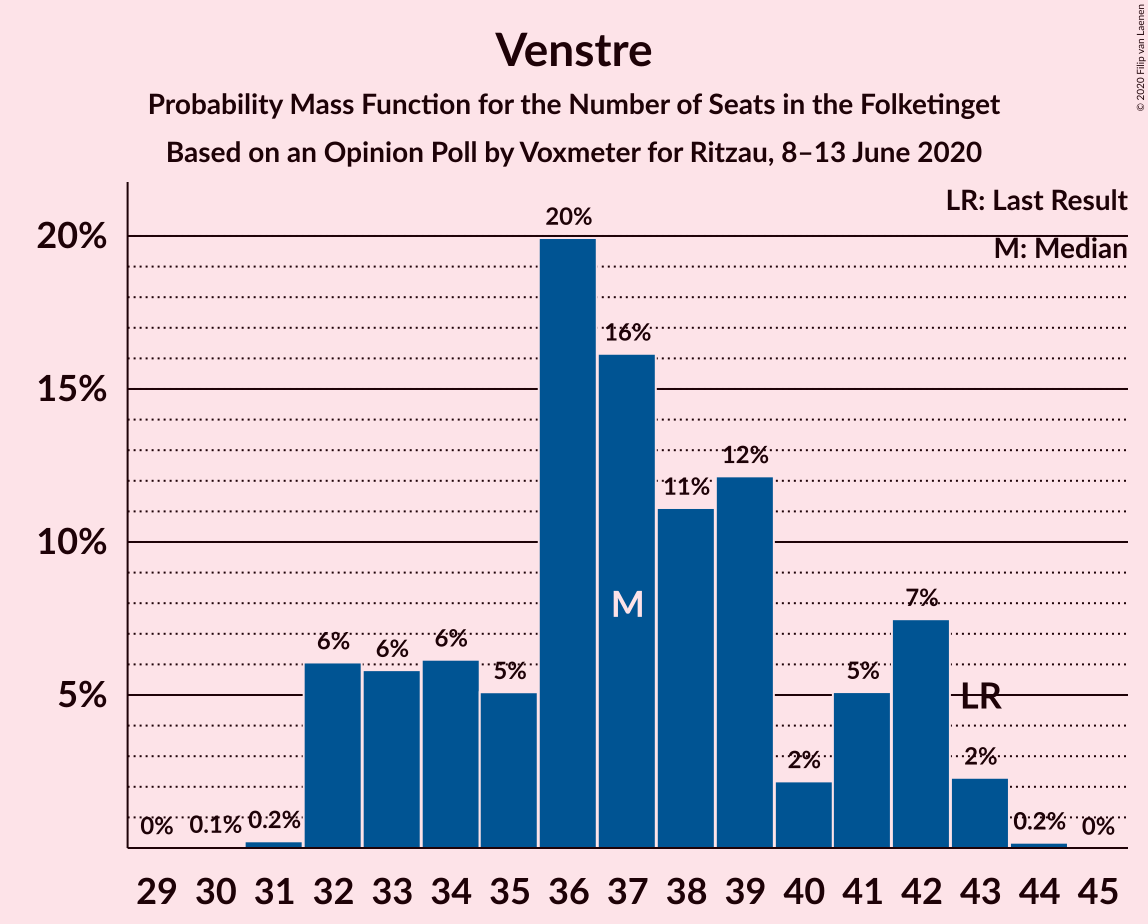 Venstre
Probability Mass Function for the Number of Seats in the Folketinget
Based on an Opinion Poll by Voxmeter for Ritzau, 8–13 June 2020
© 2020 Filip van Laenen
LR: Last Result
M: Median
20%
15%
10%
5%
0%
0.1%
0.2%
6%
6%
6%
5%
20%
16%
11%
12%
2%
5%
7%
2%
0.2%
0%
M
LR
29 30 31 32 33 34 35 36 37 38 39 40 41 42 43 44 45